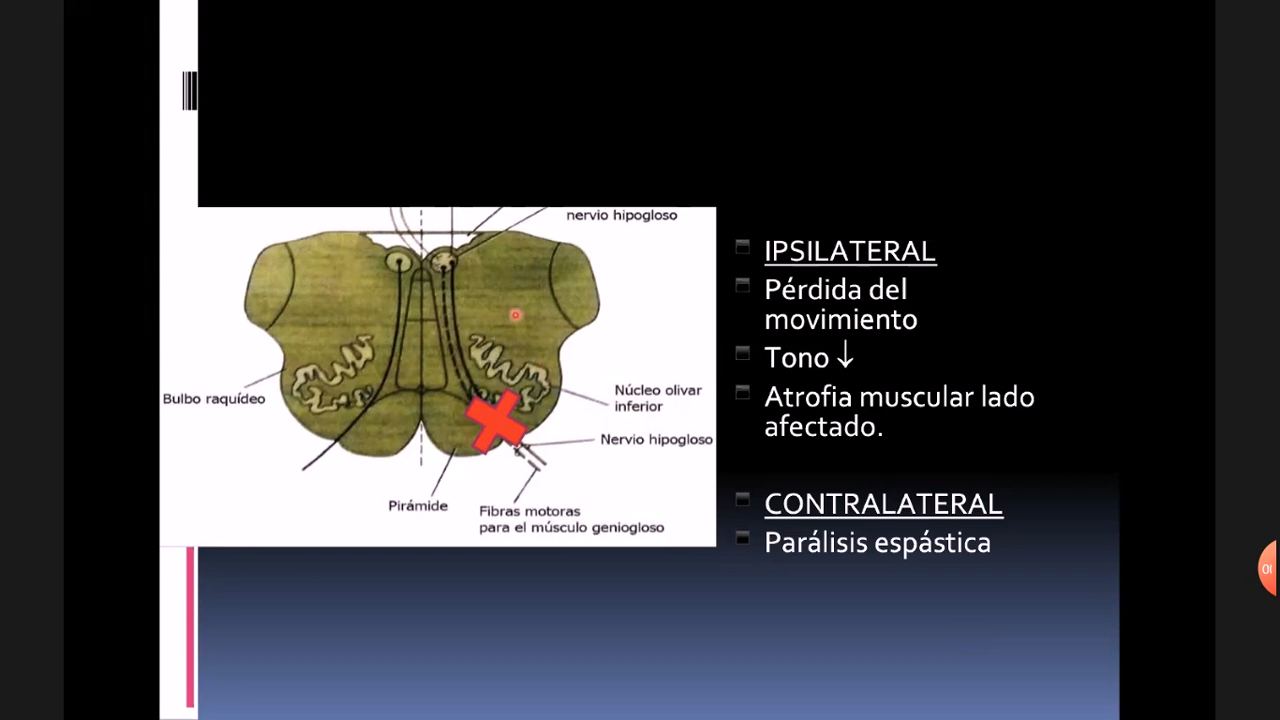 nervio hipogloso
Bulbo raquídeo
Núcleo olivar
inferior
Nervio hipogloso
Pirámide
Fibras motoras
para el músculo geniogloso
IPSILATERAL
Pérdida del
movimiento
Tono ↓
Atrofia muscular lado
afectado.
CONTRALATERAL
Parálisis espástica